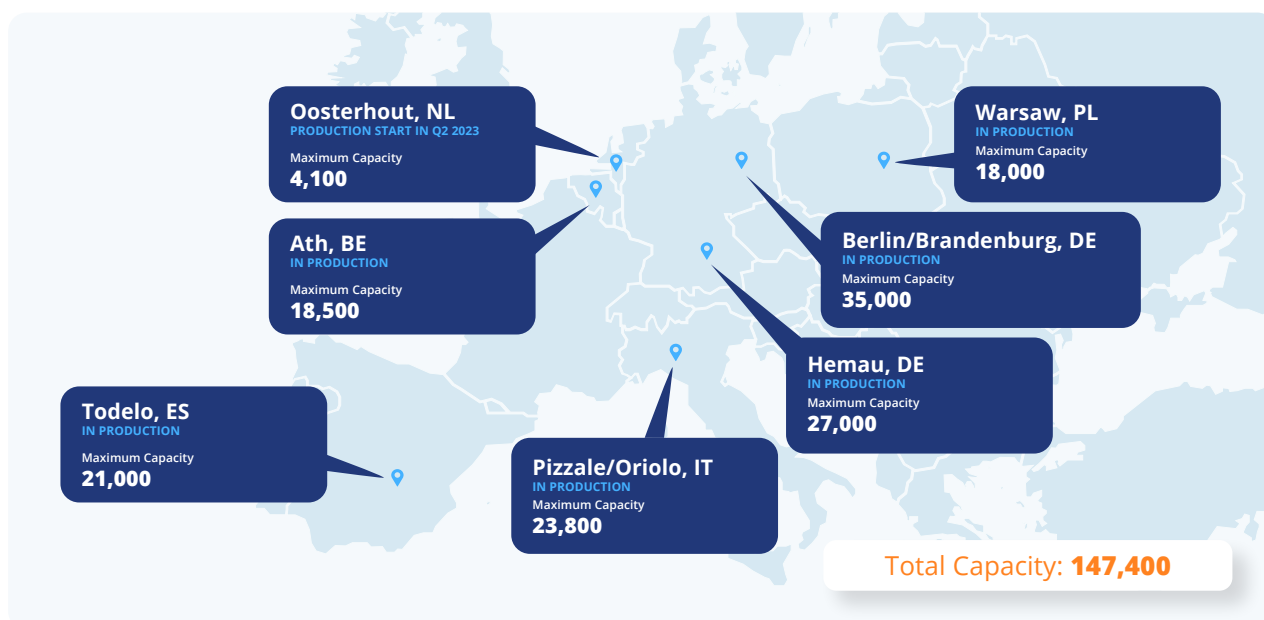 Oosterhout, NL
PRODUCTION START IN Q2 2023
Maximum Capacity
4,100
Warsaw, PL
IN PRODUCTION
Maximum Capacity
18,000
Ath, BE
IN PRODUCTION
Maximum Capacity
18,500
Berlin/Brandenburg, DE
IN PRODUCTION
Maximum Capacity
35,000
Hemau, DE
IN PRODUCTION
Maximum Capacity
27,000
Todelo, ES
IN PRODUCTION
Maximum Capacity
21,000
Pizzale/Oriolo, IT
IN PRODUCTION
Maximum Capacity
23,800
Total Capacity: 147,400